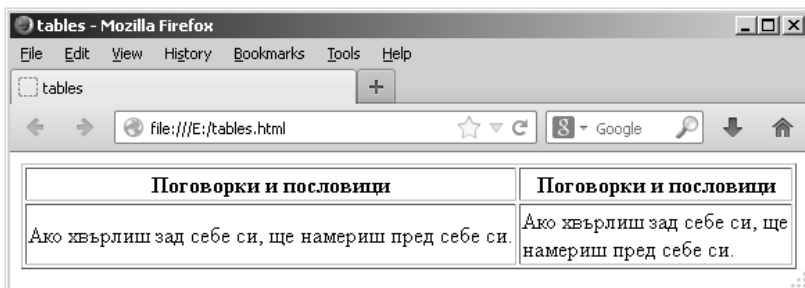 tables - Mozilla Firefox
File Edit View History Bookmarks Tools Help
tables +
file:///E:/tables.html 8 Google
Поговорки и пословици Поговорки и пословици
Ако хвърлиш зад себе си, ще намериш пред себе си. Ако хвърлиш зад себе си, ще
намериш пред себе си.